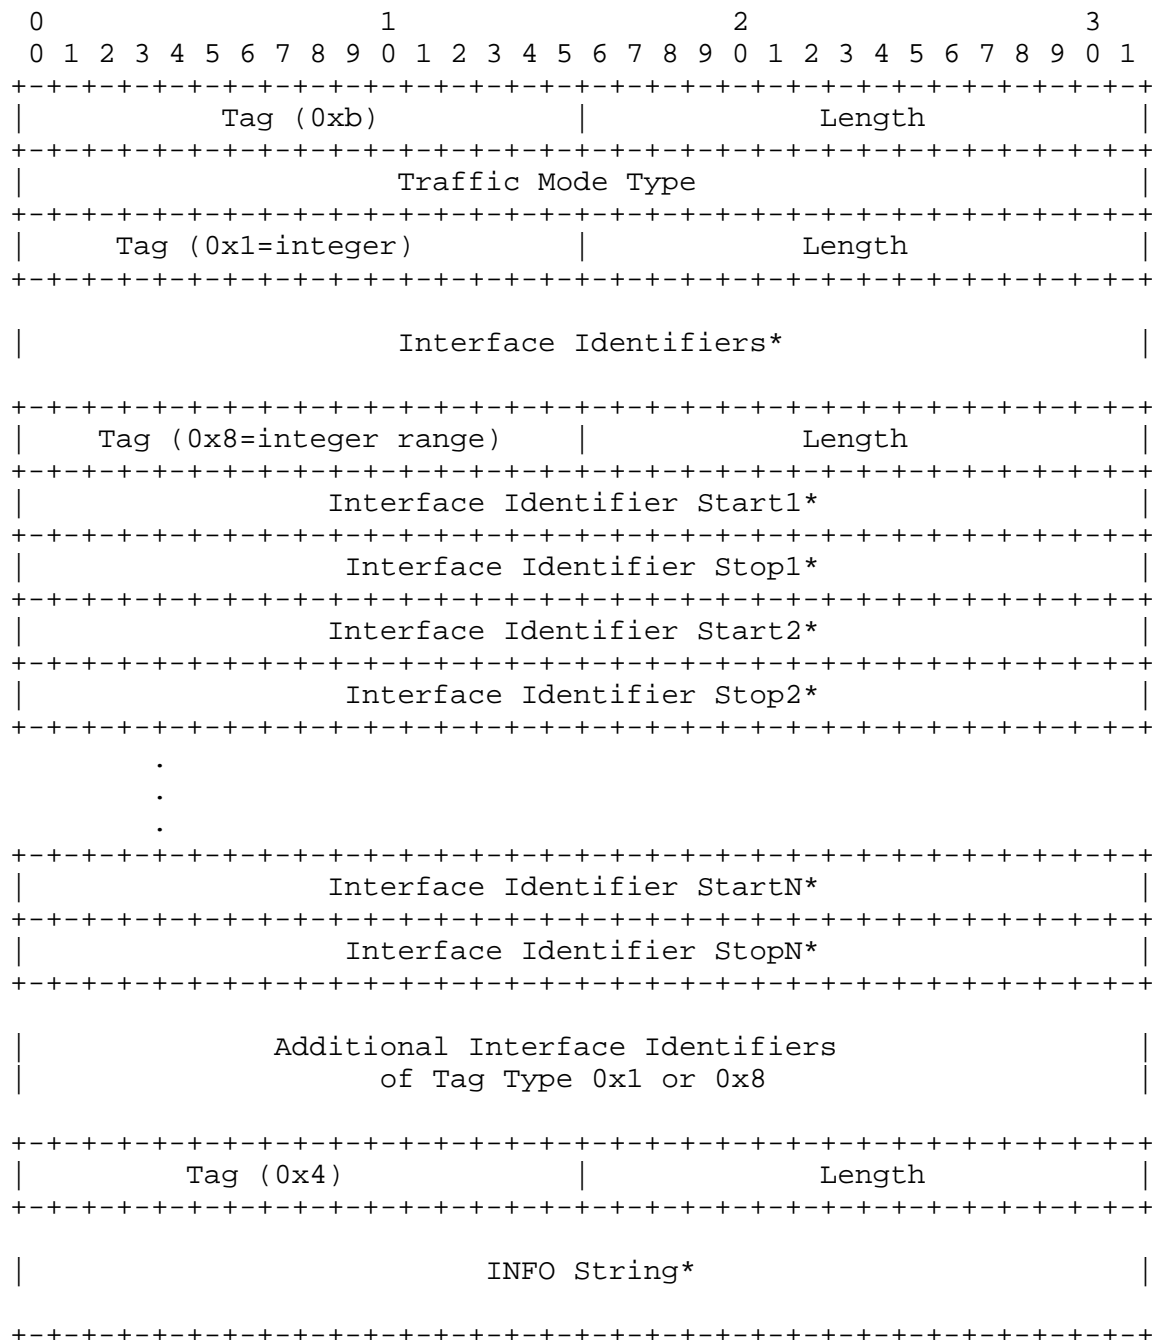 0                   1                   2                   3
 0 1 2 3 4 5 6 7 8 9 0 1 2 3 4 5 6 7 8 9 0 1 2 3 4 5 6 7 8 9 0 1
+-+-+-+-+-+-+-+-+-+-+-+-+-+-+-+-+-+-+-+-+-+-+-+-+-+-+-+-+-+-+-+-+
|           Tag (0xb)           |             Length            |
+-+-+-+-+-+-+-+-+-+-+-+-+-+-+-+-+-+-+-+-+-+-+-+-+-+-+-+-+-+-+-+-+
|                     Traffic Mode Type                         |
+-+-+-+-+-+-+-+-+-+-+-+-+-+-+-+-+-+-+-+-+-+-+-+-+-+-+-+-+-+-+-+-+
|     Tag (0x1=integer)         |            Length             |
+-+-+-+-+-+-+-+-+-+-+-+-+-+-+-+-+-+-+-+-+-+-+-+-+-+-+-+-+-+-+-+-+
|                     Interface Identifiers*                    |
+-+-+-+-+-+-+-+-+-+-+-+-+-+-+-+-+-+-+-+-+-+-+-+-+-+-+-+-+-+-+-+-+
|    Tag (0x8=integer range)    |            Length             |
+-+-+-+-+-+-+-+-+-+-+-+-+-+-+-+-+-+-+-+-+-+-+-+-+-+-+-+-+-+-+-+-+
|                 Interface Identifier Start1*                  |
+-+-+-+-+-+-+-+-+-+-+-+-+-+-+-+-+-+-+-+-+-+-+-+-+-+-+-+-+-+-+-+-+
|                  Interface Identifier Stop1*                  |
+-+-+-+-+-+-+-+-+-+-+-+-+-+-+-+-+-+-+-+-+-+-+-+-+-+-+-+-+-+-+-+-+
|                 Interface Identifier Start2*                  |
+-+-+-+-+-+-+-+-+-+-+-+-+-+-+-+-+-+-+-+-+-+-+-+-+-+-+-+-+-+-+-+-+
|                  Interface Identifier Stop2*                  |
+-+-+-+-+-+-+-+-+-+-+-+-+-+-+-+-+-+-+-+-+-+-+-+-+-+-+-+-+-+-+-+-+
        .
        .
        .
+-+-+-+-+-+-+-+-+-+-+-+-+-+-+-+-+-+-+-+-+-+-+-+-+-+-+-+-+-+-+-+-+
|                 Interface Identifier StartN*                  |
+-+-+-+-+-+-+-+-+-+-+-+-+-+-+-+-+-+-+-+-+-+-+-+-+-+-+-+-+-+-+-+-+
|                  Interface Identifier StopN*                  |
+-+-+-+-+-+-+-+-+-+-+-+-+-+-+-+-+-+-+-+-+-+-+-+-+-+-+-+-+-+-+-+-+
|              Additional Interface Identifiers                 |
|                    of Tag Type 0x1 or 0x8                     |
+-+-+-+-+-+-+-+-+-+-+-+-+-+-+-+-+-+-+-+-+-+-+-+-+-+-+-+-+-+-+-+-+
|         Tag (0x4)             |             Length            |
+-+-+-+-+-+-+-+-+-+-+-+-+-+-+-+-+-+-+-+-+-+-+-+-+-+-+-+-+-+-+-+-+
|                          INFO String*                         |
+-+-+-+-+-+-+-+-+-+-+-+-+-+-+-+-+-+-+-+-+-+-+-+-+-+-+-+-+-+-+-+-+